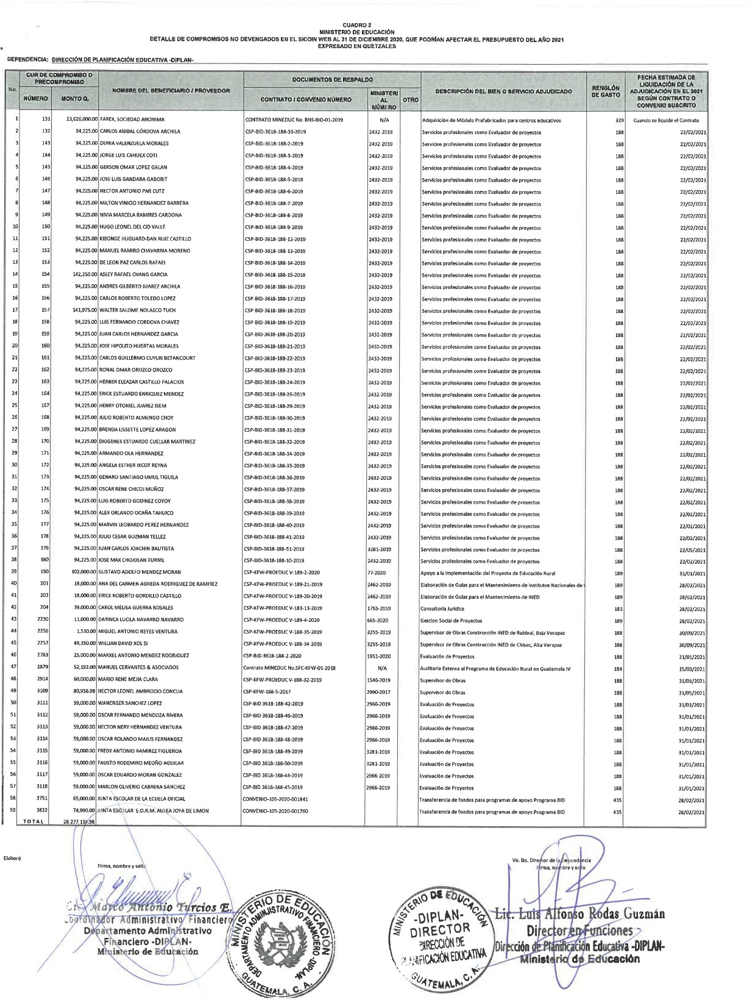 CUADRO 2
MINISTERIO DE EDUCACIÓN
DETALLE DE COMPROMISOS NO DEVENGADOS EN EL SICOIN WEB AL 31 DE DICIEMBRE 2020, QUE PODRÍAN AFECTAR EL PRESUPUESTO DEL AÑO 2021
EXPRESADO EN QUETZALES
DEPENDENCIA: DIRECCIÓN DE PLANIFICACIÓN EDUCATIVA -DIPLAN-
No. CUR DE COMPROMISO O PRECOMPROMISO NOMBRE DEL BENEFICIARIO / PROVEEDOR DOCUMENTOS DE RESPALDO DESCRIPCIÓN DEL BIEN O SERVICIO ADJUDICADO RENGLÓN DE GASTO FECHA ESTIMADA DE LIQUIDACIÓN DE LA ADJUDICACIÓN EN EL 2021 SEGÚN CONTRATO O CONVENIO SUSCRITO
NÚMERO MONTO Q. CONTRATO / CONVENIO NÚMERO MINISTERIAL NÚMERO OTRO
1 131 23,626,000.00 FAREX, SOCIEDAD ANONIMA CONTRATO MINEDUC No. BNS-BID-01-2019 N/A Adquisición de Módulo Prefabricados para centros educativos 329 Cuando se liquide el Contrato
2 132 94,225.00 CARLOS ANIBAL CÓRDOVA ARCHILA CSP-BID-3618-188-33-2019 2432-2019 Servicios profesionales como Evaluador de proyectos 188 22/02/2021
3 143 94,225.00 DUNIA VALENZUELA MORALES CSP-BID-3618-188-2-2019 2432-2019 Servicios profesionales como Evaluador de proyectos 188 22/02/2021
4 144 94,225.00 JORGE LUIS CAHUEX COTI CSP-BID-3618-188-3-2019 2432-2019 Servicios profesionales como Evaluador de proyectos 188 22/02/2021
5 145 94,225.00 GERSON OMAR LOPEZ GALAN CSP-BID-3618-188-4-2019 2432-2019 Servicios profesionales como Evaluador de proyectos 188 22/02/2021
6 146 94,225.00 JOSE LUIS GANDARA GABORIT CSP-BID-3618-188-5-2019 2432-2019 Servicios profesionales como Evaluador de proyectos 188 22/02/2021
7 147 94,225.00 HECTOR ANTONIO PAR CUTZ CSP-BID-3618-188-6-2019 2432-2019 Servicios profesionales como Evaluador de proyectos 188 22/02/2021
8 148 94,225.00 MILTON VINICIO HERNANDEZ BARRERA CSP-BID-3618-188-7-2019 2432-2019 Servicios profesionales como Evaluador de proyectos 188 22/02/2021
9 149 94,225.00 NIVIA MARCELA RAMIRES CARDONA CSP-BID-3618-188-8-2019 2432-2019 Servicios profesionales como Evaluador de proyectos 188 22/02/2021
10 150 94,225.00 HUGO LEONEL DEL CID VALLE CSP-BID-3618-188-9-2019 2432-2019 Servicios profesionales como Evaluador de proyectos 188 22/02/2021
11 151 94,225.00 KIBONGE HUGUARD-DAN RUIZ CASTILLO CSP-BID-3618-188-12-2019 2432-2019 Servicios profesionales como Evaluador de proyectos 188 22/02/2021
12 152 94,225.00 MANUEL RAMIRO CHAVARRIA MORENO CSP-BID-3618-188-13-2019 2432-2019 Servicios profesionales como Evaluador de proyectos 188 22/02/2021
13 153 94,225.00 DE LEON PAZ CARLOS RAFAEL CSP-BID-3618-188-14-2019 2432-2019 Servicios profesionales como Evaluador de proyectos 188 22/02/2021
14 154 142,250.00 ASLEY RAFAEL CHANG GARCIA CSP-BID-3618-188-15-2019 2432-2019 Servicios profesionales como Evaluador de proyectos 188 22/02/2021
15 155 94,225.00 ANDRES GILBERTO JUAREZ ARCHILA CSP-BID-3618-188-16-2019 2432-2019 Servicios profesionales como Evaluador de proyectos 188 22/02/2021
16 156 94,225.00 CARLOS ROBERTO TOLEDO LOPEZ CSP-BID-3618-188-17-2019 2432-2019 Servicios profesionales como Evaluador de proyectos 188 22/02/2021
17 157 141,975.00 WALTER SALOME NOLASCO TUCH CSP-BID-3618-188-18-2019 2432-2019 Servicios profesionales como Evaluador de proyectos 188 22/02/2021
18 158 94,225.00 LUIS FERNANDO CORDOVA CHAVEZ CSP-BID-3618-188-19-2019 2432-2019 Servicios profesionales como Evaluador de proyectos 188 22/02/2021
19 159 94,225.00 JUAN CARLOS HERNANDEZ GARCIA CSP-BID-3618-188-20-2019 2432-2019 Servicios profesionales como Evaluador de proyectos 188 22/02/2021
20 160 94,225.00 JOSE HIPOLITO HUERTAS MORALES CSP-BID-3618-188-21-2019 2432-2019 Servicios profesionales como Evaluador de proyectos 188 22/02/2021
21 161 94,225.00 CARLOS GUILLERMO CUYUN BETANCOURT CSP-BID-3618-188-22-2019 2432-2019 Servicios profesionales como Evaluador de proyectos 188 22/02/2021
22 162 94,225.00 RONAL OMAR OROZCO OROZCO CSP-BID-3618-188-23-2019 2432-2019 Servicios profesionales como Evaluador de proyectos 188 22/02/2021
23 163 94,225.00 HERBER ELEAZAR CASTILLO PALACIOS CSP-BID-3618-188-24-2019 2432-2019 Servicios profesionales como Evaluador de proyectos 188 22/02/2021
24 164 94,225.00 ERICK ESTUARDO ENRIQUEZ MENDEZ CSP-BID-3618-188-26-2019 2432-2019 Servicios profesionales como Evaluador de proyectos 188 22/02/2021
25 167 94,225.00 HENRY OTONIEL JUAREZ ISEM CSP-BID-3618-188-29-2019 2432-2019 Servicios profesionales como Evaluador de proyectos 188 22/02/2021
26 168 94,225.00 JULIO ROBERTO ALMENGO CHOY CSP-BID-3618-188-30-2019 2432-2019 Servicios profesionales como Evaluador de proyectos 188 22/02/2021
27 169 94,225.00 BRENDA LISSETTE LOPEZ ARAGON CSP-BID-3618-188-31-2019 2432-2019 Servicios profesionales como Evaluador de proyectos 188 22/02/2021
28 170 94,225.00 DIOGENES ESTUARDO CUELLAR MARTINEZ CSP-BID-3618-188-32-2019 2432-2019 Servicios profesionales como Evaluador de proyectos 188 22/02/2021
29 171 94,225.00 ARMANDO OLA HERNANDEZ CSP-BID-3618-188-34-2019 2432-2019 Servicios profesionales como Evaluador de proyectos 188 22/02/2021
30 172 94,225.00 ANGELA ESTHER IXCOT REYNA CSP-BID-3618-188-35-2019 2432-2019 Servicios profesionales como Evaluador de proyectos 188 22/02/2021
31 173 94,225.00 GENARO SANTIAGO UMUL TIGUILA CSP-BID-3618-188-36-2019 2432-2019 Servicios profesionales como Evaluador de proyectos 188 22/02/2021
32 174 94,225.00 OSCAR RENE CHICOJ MUÑOZ CSP-BID-3618-188-37-2019 2432-2019 Servicios profesionales como Evaluador de proyectos 188 22/02/2021
33 175 94,225.00 LUIS ROBERTO GODINEZ COYOY CSP-BID-3618-188-38-2019 2432-2019 Servicios profesionales como Evaluador de proyectos 188 22/02/2021
34 176 94,225.00 ALEX ORLANDO OCAÑA TAHUICO CSP-BID-3618-188-39-2019 2432-2019 Servicios profesionales como Evaluador de proyectos 188 22/02/2021
35 177 94,225.00 MARVIN LEOBARDO PEREZ HERNANDEZ CSP-BID-3618-188-40-2019 2432-2019 Servicios profesionales como Evaluador de proyectos 188 22/02/2021
36 178 94,225.00 JULIO CESAR GUZMAN TELLEZ CSP-BID-3618-188-41-2019 2432-2019 Servicios profesionales como Evaluador de proyectos 188 22/02/2021
37 179 94,225.00 JUAN CARLOS JOACHIN BAUTISTA CSP-BID-3618-188-51-2019 3281-2019 Servicios profesionales como Evaluador de proyectos 188 22/05/2021
38 180 94,225.00 JOSE MAX CHOJOLAN TURNIL CSP-BID-3618-188-10-2019 2432-2019 Servicios profesionales como Evaluador de proyectos 188 22/02/2021
39 190 102,000.00 GUSTAVO ADOLFO MENDEZ MORAN CSP-KFW-PROEDUC V-189-2-2020 77-2020 Apoyo a la Implementación del Proyecto de Educación Rural 189 31/01/2021
40 201 18,000.00 ANA DEL CARMEN AGREDA RODRIGUEZ DE RAMIREZ CSP-KFW-PROEDUC V-189-21-2019 2462-2019 Elaboración de Guías para el Mantenimiento de Institutos Nacionales de 189 28/02/2021
41 203 18,000.00 ERICK ROBERTO GORDILLO CASTILLO CSP-KFW-PROEDUC V-189-20-2019 2462-2019 Elaboración de Guías para el Mantenimiento de INED 189 28/02/2021
42 204 39,000.00 CAROL MELISA GUERRA ROSALES CSP-KFW-PROEDUC V-183-13-2019 1755-2019 Consultoria Jurídica 183 28/02/2021
43 2230 11,000.00 DARINCA LUCILA NAVARRO NAVARRO CSP-KFW-PROEDUC V-189-4-2020 665-2020 Gestion Social de Proyectos 189 28/02/2021
44 2256 1,530.00 MIGUEL ANTONIO REYES VENTURA CSP-KFW-PROEDUC V-188-35-2019 3255-2019 Supervisor de Obras Construcción INED de Rabinal, Baja Verapaz 188 30/09/2021
45 2257 49,350.00 WILLIAN DAVID XOL SI CSP-KFW-PROEDUC V-188-34-2019 3255-2019 Supervisor de Obras Construcción INED de Chisec, Alta Verapaz 188 30/09/2021
46 2783 25,000.00 MARXEL ANTONIO MENDEZ RODRIGUEZ CSP-BID-3618-188-2-2020 1951-2020 Evaluación de Proyectos 188 31/01/2021
47 2879 52,192.00 MANUEL CERVANTES & ASOCIADOS Contrato MINEDUC No.SFC-KFW-01-2018 N/A Auditoria Externa al Programa de Educación Rural en Guatemala IV 184 15/03/2021
48 2914 60,000.00 MARIO RENE MEJIA CLARA CSP-KFW-PROEDUC V-188-32-2019 1546-2019 Supervisor de Obras 188 31/01/2021
49 3109 80,956.98 HECTOR LEONEL AMBROCIO CONCUA CSP-KFW-188-5-2017 2990-2017 Supervisor de Obras 188 31/05/2021
50 3111 59,000.00 WANERGER SANCHEZ LOPEZ CSP-BID 3618-188-42-2019 2966-2019 Evaluación de Proyectos 188 31/01/2021
51 3112 59,000.00 OSCAR FERNANDO MENDOZA RIVERA CSP-BID 3618-188-46-2019 2966-2019 Evaluación de Proyectos 188 31/01/2021
52 3113 59,000.00 HECTOR NERY HERNANDEZ VENTURA CSP-BID 3618-188-47-2019 2966-2019 Evaluación de Proyectos 188 31/01/2021
53 3114 59,000.00 OSCAR ROLANDO MAJUS FERNANDEZ CSP-BID 3618-188-48-2019 2966-2019 Evaluación de Proyectos 188 31/01/2021
54 3115 59,000.00 FREDY ANTONIO RAMIREZ FIGUEROA CSP-BID 3618-188-49-2019 3281-2019 Evaluación de Proyectos 188 31/01/2021
55 3116 59,000.00 FAUSTO RODEMIRO MEOÑO AGUILAR CSP-BID 3618-188-50-2019 3281-2019 Evaluación de Proyectos 188 31/01/2021
56 3117 59,000.00 OSCAR EDUARDO MORAN GONZALEZ CSP-BID 3618-188-44-2019 2966-2019 Evaluación de Proyectos 188 31/01/2021
57 3118 59,000.00 MARLON OLIVERIO CABRERA SANCHEZ CSP-BID 3618-188-45-2019 2966-2019 Evaluación de Proyectos 188 31/01/2021
58 3751 65,000.00 JUNTA ESCOLAR DE LA ECUELA OFICIAL CONVENIO-105-2020-001841 Transferencia de fondos para programas de apoyo Programa BID 435 28/02/2021
59 3822 74,990.00 JUNTA ESCOLAR E.O.R.M. ALDEA JOYA DE LIMON CONVENIO-105-2020-001760 Transferencia de fondos para programas de apoyo Programa BID 435 28/02/2021
TOTAL
Elaboró
Firma, nombre y sello
Vo. Bo. Director de la Dependencia
Firma, nombre y sello
Marco Antonio Turcios E.
Coordinador Administrativo Financiero
Departamento Administrativo
Financiero -DIPLAN-
Ministerio de Educación
MINISTERIO DE EDUCACIÓN
DEPARTAMENTO ADMINISTRATIVO FINANCIERO -DIPLAN-
GUATEMALA, C. A.
MINISTERIO DE EDUCACIÓN
-DIPLAN-
DIRECTOR
DIRECCIÓN DE
PLANIFICACIÓN EDUCATIVA
GUATEMALA, C. A.
Lic. Luis Alfonso Rodas Guzmán
Director en Funciones
Dirección de Planificación Educativa -DIPLAN-
Ministerio de Educación